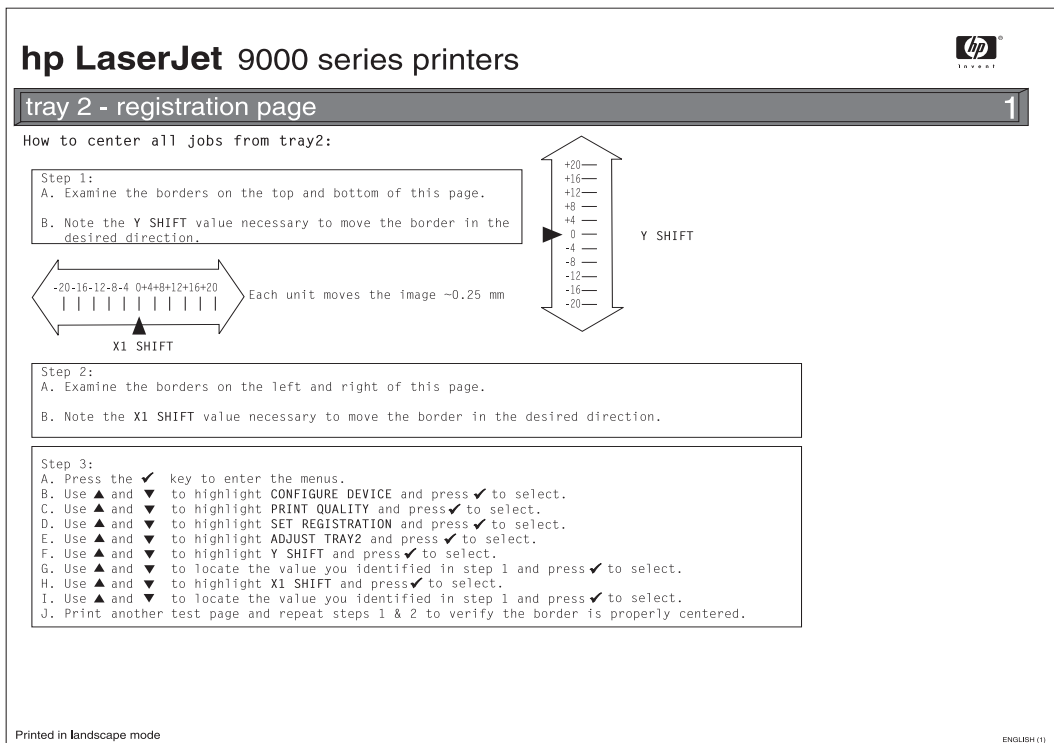 hp LaserJet 9000 series printers
hp
invent
®
tray 2 - registration page 1
How to center all jobs from tray2:
Step 1:
A. Examine the borders on the top and bottom of this page.
B. Note the Y SHIFT value necessary to move the border in the
desired direction.
+20
+16
+12
+8
+4
0
-4
-8
-12
-16
-20
Y SHIFT
-20-16-12-8-4 0+4+8+12+16+20
X1 SHIFT
Each unit moves the image ~0.25 mm
Step 2:
A. Examine the borders on the left and right of this page.
B. Note the X1 SHIFT value necessary to move the border in the desired direction.
Step 3:
A. Press the ✔ key to enter the menus.
B. Use ▲ and ▼ to highlight CONFIGURE DEVICE and press ✔ to select.
C. Use ▲ and ▼ to highlight PRINT QUALITY and press ✔ to select.
D. Use ▲ and ▼ to highlight SET REGISTRATION and press ✔ to select.
E. Use ▲ and ▼ to highlight ADJUST TRAY2 and press ✔ to select.
F. Use ▲ and ▼ to highlight Y SHIFT and press ✔ to select.
G. Use ▲ and ▼ to locate the value you identified in step 1 and press ✔ to select.
H. Use ▲ and ▼ to highlight X1 SHIFT and press ✔ to select.
I. Use ▲ and ▼ to locate the value you identified in step 1 and press ✔ to select.
J. Print another test page and repeat steps 1 & 2 to verify the border is properly centered.
Printed in landscape mode
ENGLISH (1)